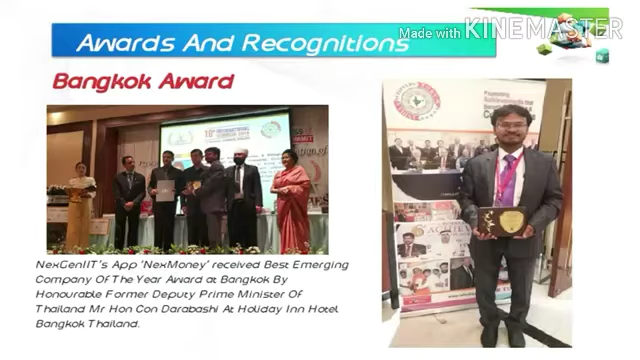 Awards And Recognitions
Made with KINEMASTER
Bangkok Award
NexGenIIT's App 'NexMoney' received Best Emerging
Company Of The Year Award at Bangkok By
Honourable Former Deputy Prime Minister Of
Thailand Mr Hon Con Darabashi At Holiday Inn Hotel
Bangkok Thailand.